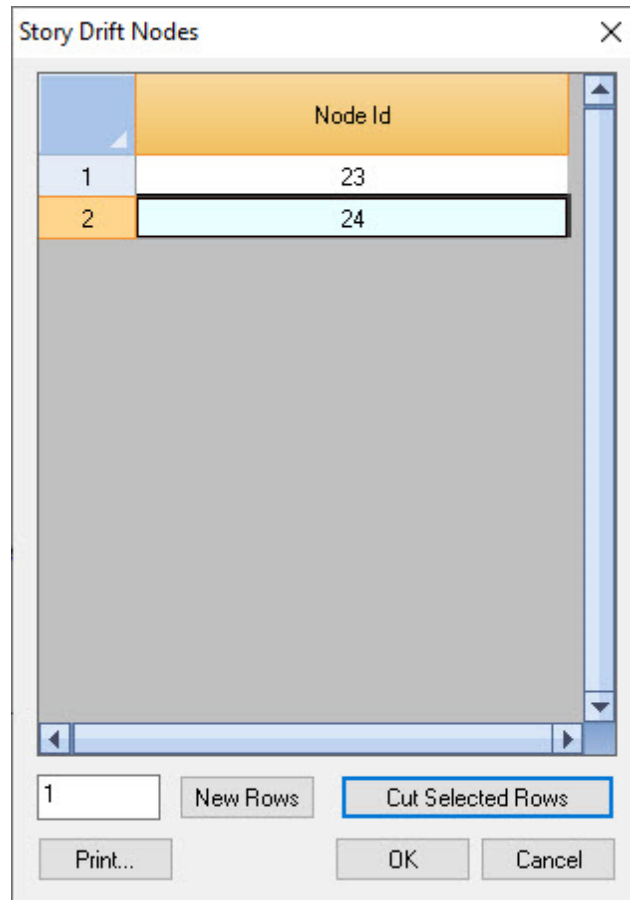 Story Drift Nodes
Node Id
1 23
2 24
1 New Rows Cut Selected Rows
Print... OK Cancel